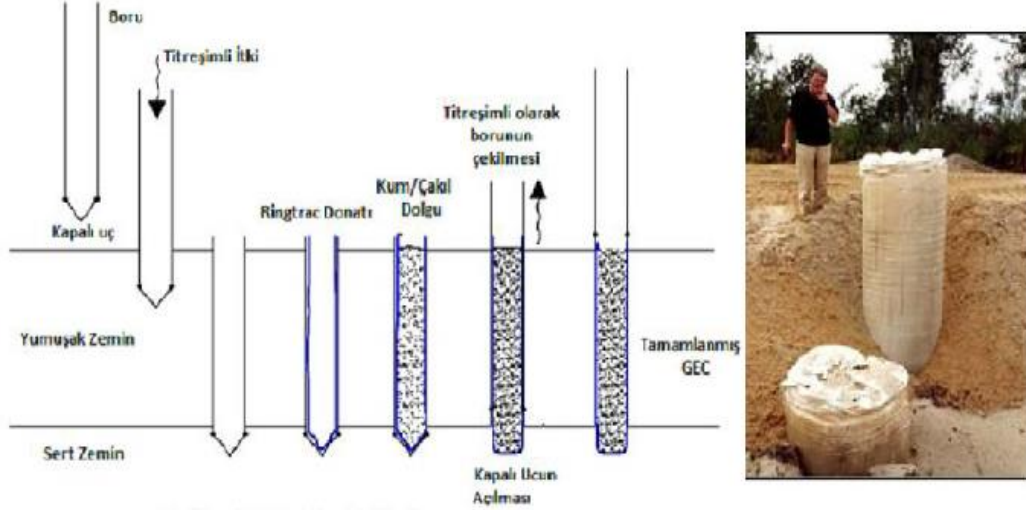 Boru
Titreşimli İtki
Titreşimli olarak
borunun
çekilmesi
Kum/Çakıl
Dolgu
Ringtrac Donatı
Kapalı uç
Yumuşak Zemin
Tamamlanmış
GEC
Sert Zemin
Kapalı Ucun
Açılması